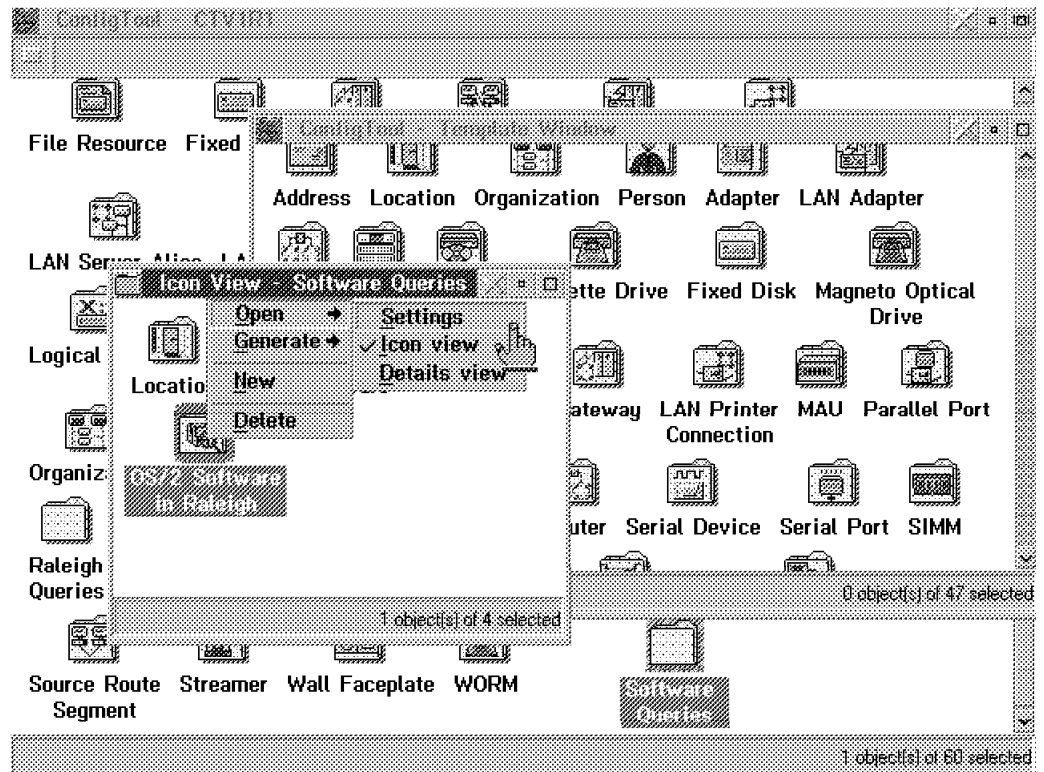 ConfigTool - CTV1R1
File Resource Fixed
ConfigTool - Template Window
Address Location Organization Person Adapter LAN Adapter
LAN Server Alias LA
Icon View - Software Queries
ette Drive Fixed Disk Magneto Optical
Drive
Open Settings
Generate Icon view
Details view
New
Delete
Logical
X:
Locatio
ateway LAN Printer MAU Parallel Port
Connection
Organiz
OS/2 Software
in Raleigh
uter Serial Device Serial Port SIMM
Raleigh
Queries
0 object(s) of 47 selected
1 object(s) of 4 selected
Source Route Streamer Wall Faceplate WORM
Segment
Software
Queries
1 object(s) of 60 selected